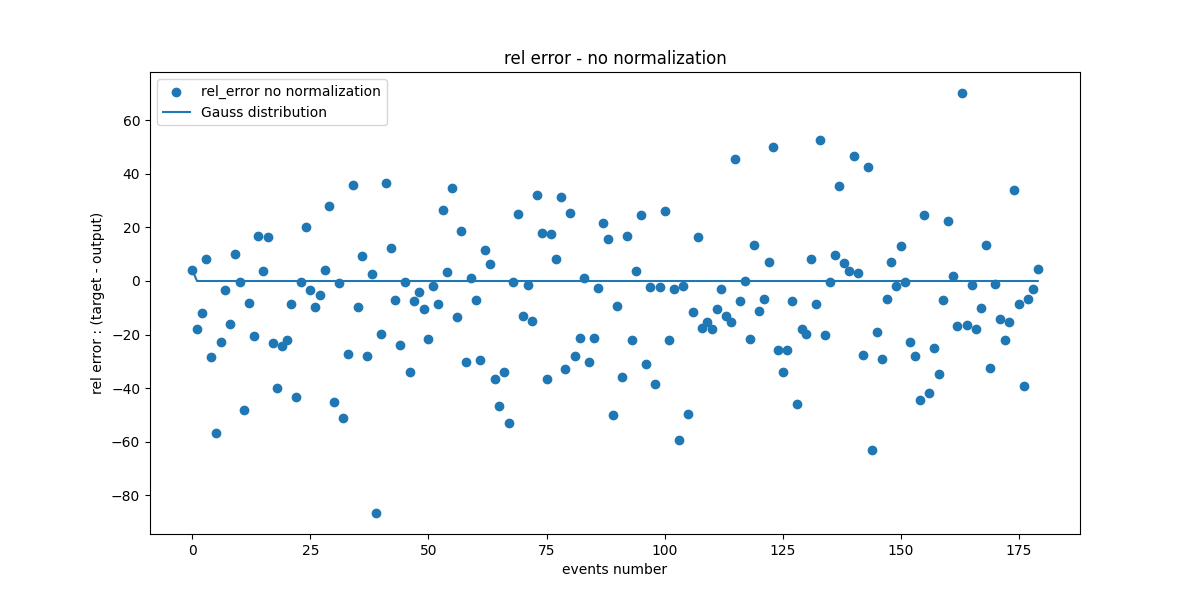 rel error - no normalization
rel_error no normalization
Gauss distribution
rel error : (target - output)
60
40
20
0
−20
−40
−60
−80
0 25 50 75 100 125 150 175
events number